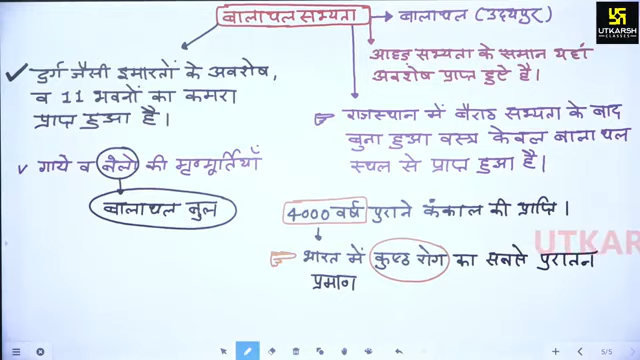 बालाथल सभ्यता → बालाथल (उदयपुर)
UTKARSH
CLASSES
आहड़ सभ्यता के समान यहाँ
अवशेष प्राप्त हुए है।
दुर्ग जैसी इमारतों के अवशेष,
व 11 भवनों का कमरा
प्राप्त हुआ है।
राजस्थान में बैराठ सभ्यता के बाद
बुना हुआ वस्त्र केवल बालाथल
स्थल से प्राप्त हुआ है।
गाये व बैलो की मृण्मूर्तियाँ
बालाथल बुल
4000 वर्ष पुराने कंकाल की प्राप्ति।
UTKARS
भारत में कुष्ठ रोग का सबसे पुरातन
प्रमाण
5/5